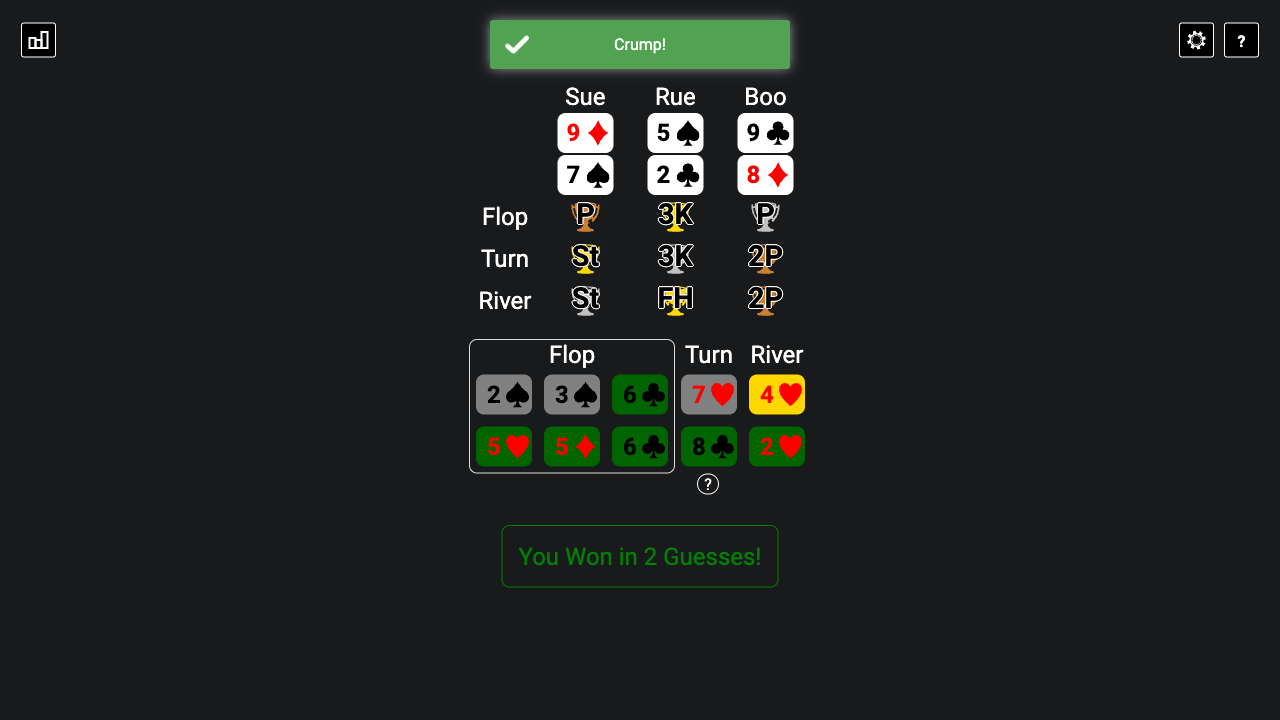 Crump!
?
Sue Rue Boo
9♦ 5♠ 9♣
7♠ 2♣ 8♦
Flop P 3K P
Turn St 3K 2P
River St FH 2P
Flop Turn River
2♠ 3♠ 6♣ 7♥ 4♥
5♥ 5♦ 6♣ 8♣ 2♥
?
You Won in 2 Guesses!